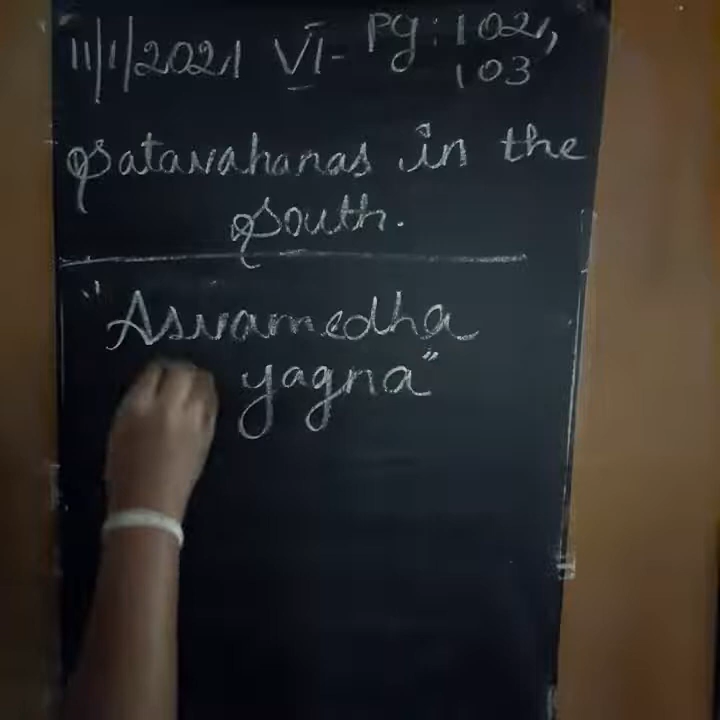 11/1/2021 VI- Pg: 102,
103
Satavahanas in the
South.
"Asvamedha
yagna"